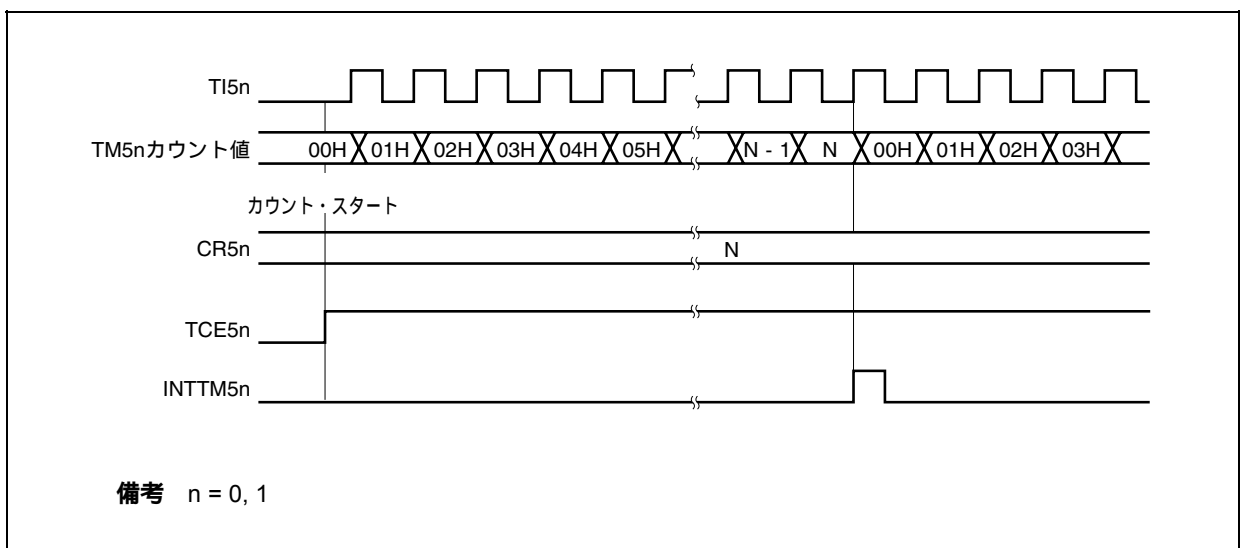 TI5n
TM5nカウント値 00H 01H 02H 03H 04H 05H N - 1 N 00H 01H 02H 03H
カウント・スタート
CR5n N
TCE5n
INTTM5n
備考 n = 0, 1